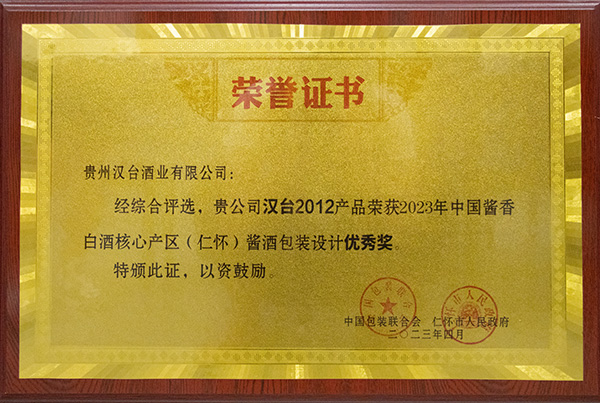 荣誉证书
贵州汉台酒业有限公司：
经综合评选，贵公司汉台2012产品荣获2023年中国酱香
白酒核心产区（仁怀）酱酒包装设计优秀奖。
特颁此证，以资鼓励。
中国包装联合会 仁怀市人民政府
二〇二三年四月